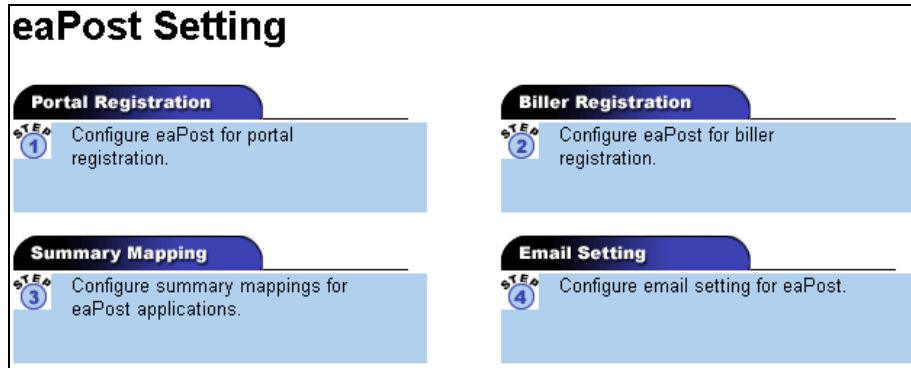 eaPost Setting
Portal Registration
STEP
1
Configure eaPost for portal
registration.
Biller Registration
STEP
2
Configure eaPost for biller
registration.
Summary Mapping
STEP
3
Configure summary mappings for
eaPost applications.
Email Setting
STEP
4
Configure email setting for eaPost.